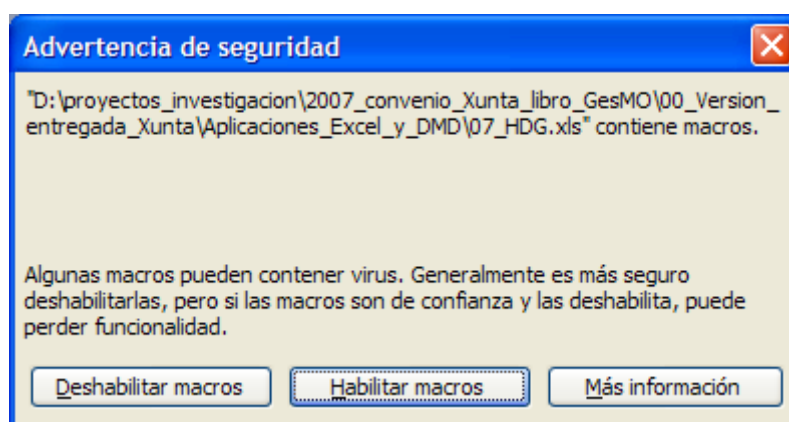 Advertencia de seguridad
"D:\proyectos_investigacion\2007_convenio_Xunta_libro_GesMO\00_Version_
entregada_Xunta\Aplicaciones_Excel_y_DMD\07_HDG.xls" contiene macros.
Algunas macros pueden contener virus. Generalmente es más seguro
deshabilitarlas, pero si las macros son de confianza y las deshabilita, puede
perder funcionalidad.
Deshabilitar macros Habilitar macros Más información